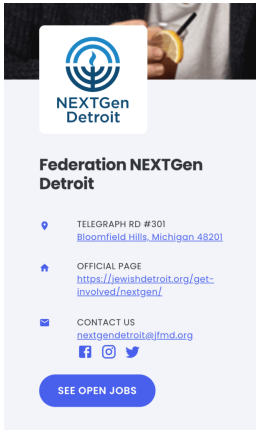 NEXTGen
Detroit
Federation NEXTGen
Detroit
TELEGRAPH RD #301
Bloomfield Hills, Michigan 48201
OFFICIAL PAGE
https://jewishdetroit.org/get-
involved/nextgen/
CONTACT US
nextgendetroit@jfmd.org
SEE OPEN JOBS